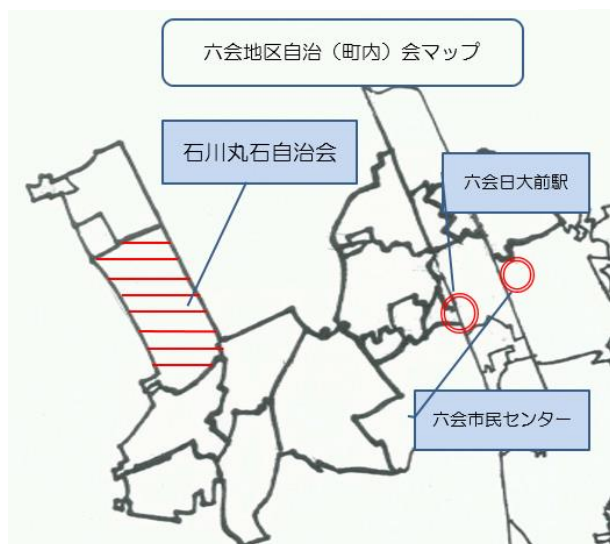 六会地区自治（町内）会マップ
石川丸石自治会
六会日大前駅
六会市民センター